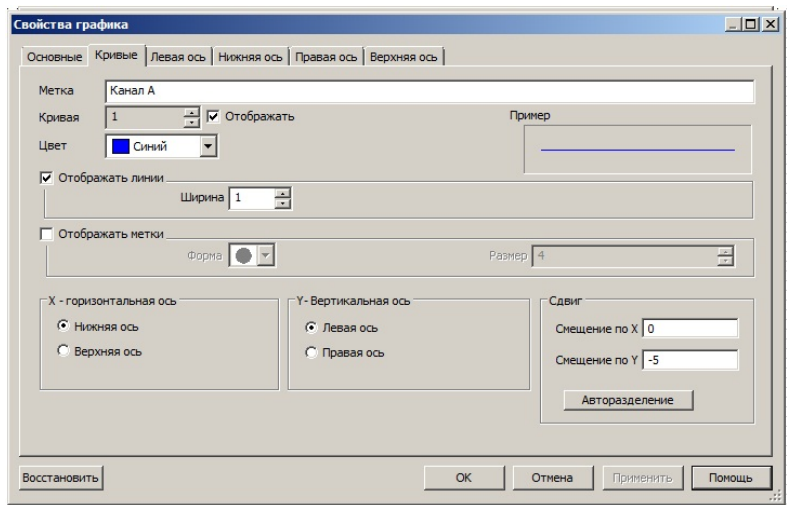 Свойства графика
Основные Кривые Левая ось Нижняя ось Правая ось Верхняя ось
Метка Канал А
Кривая 1 Отображать Пример
Цвет Синий
Отображать линии
Ширина 1
Отображать метки
Форма Размер 4
X - горизонтальная ось Y- Вертикальная ось Сдвиг
Нижняя ось Левая ось Смещение по X 0
Верхняя ось Правая ось Смещение по Y -5
Авторазделение
Восстановить OK Отмена Применить Помощь